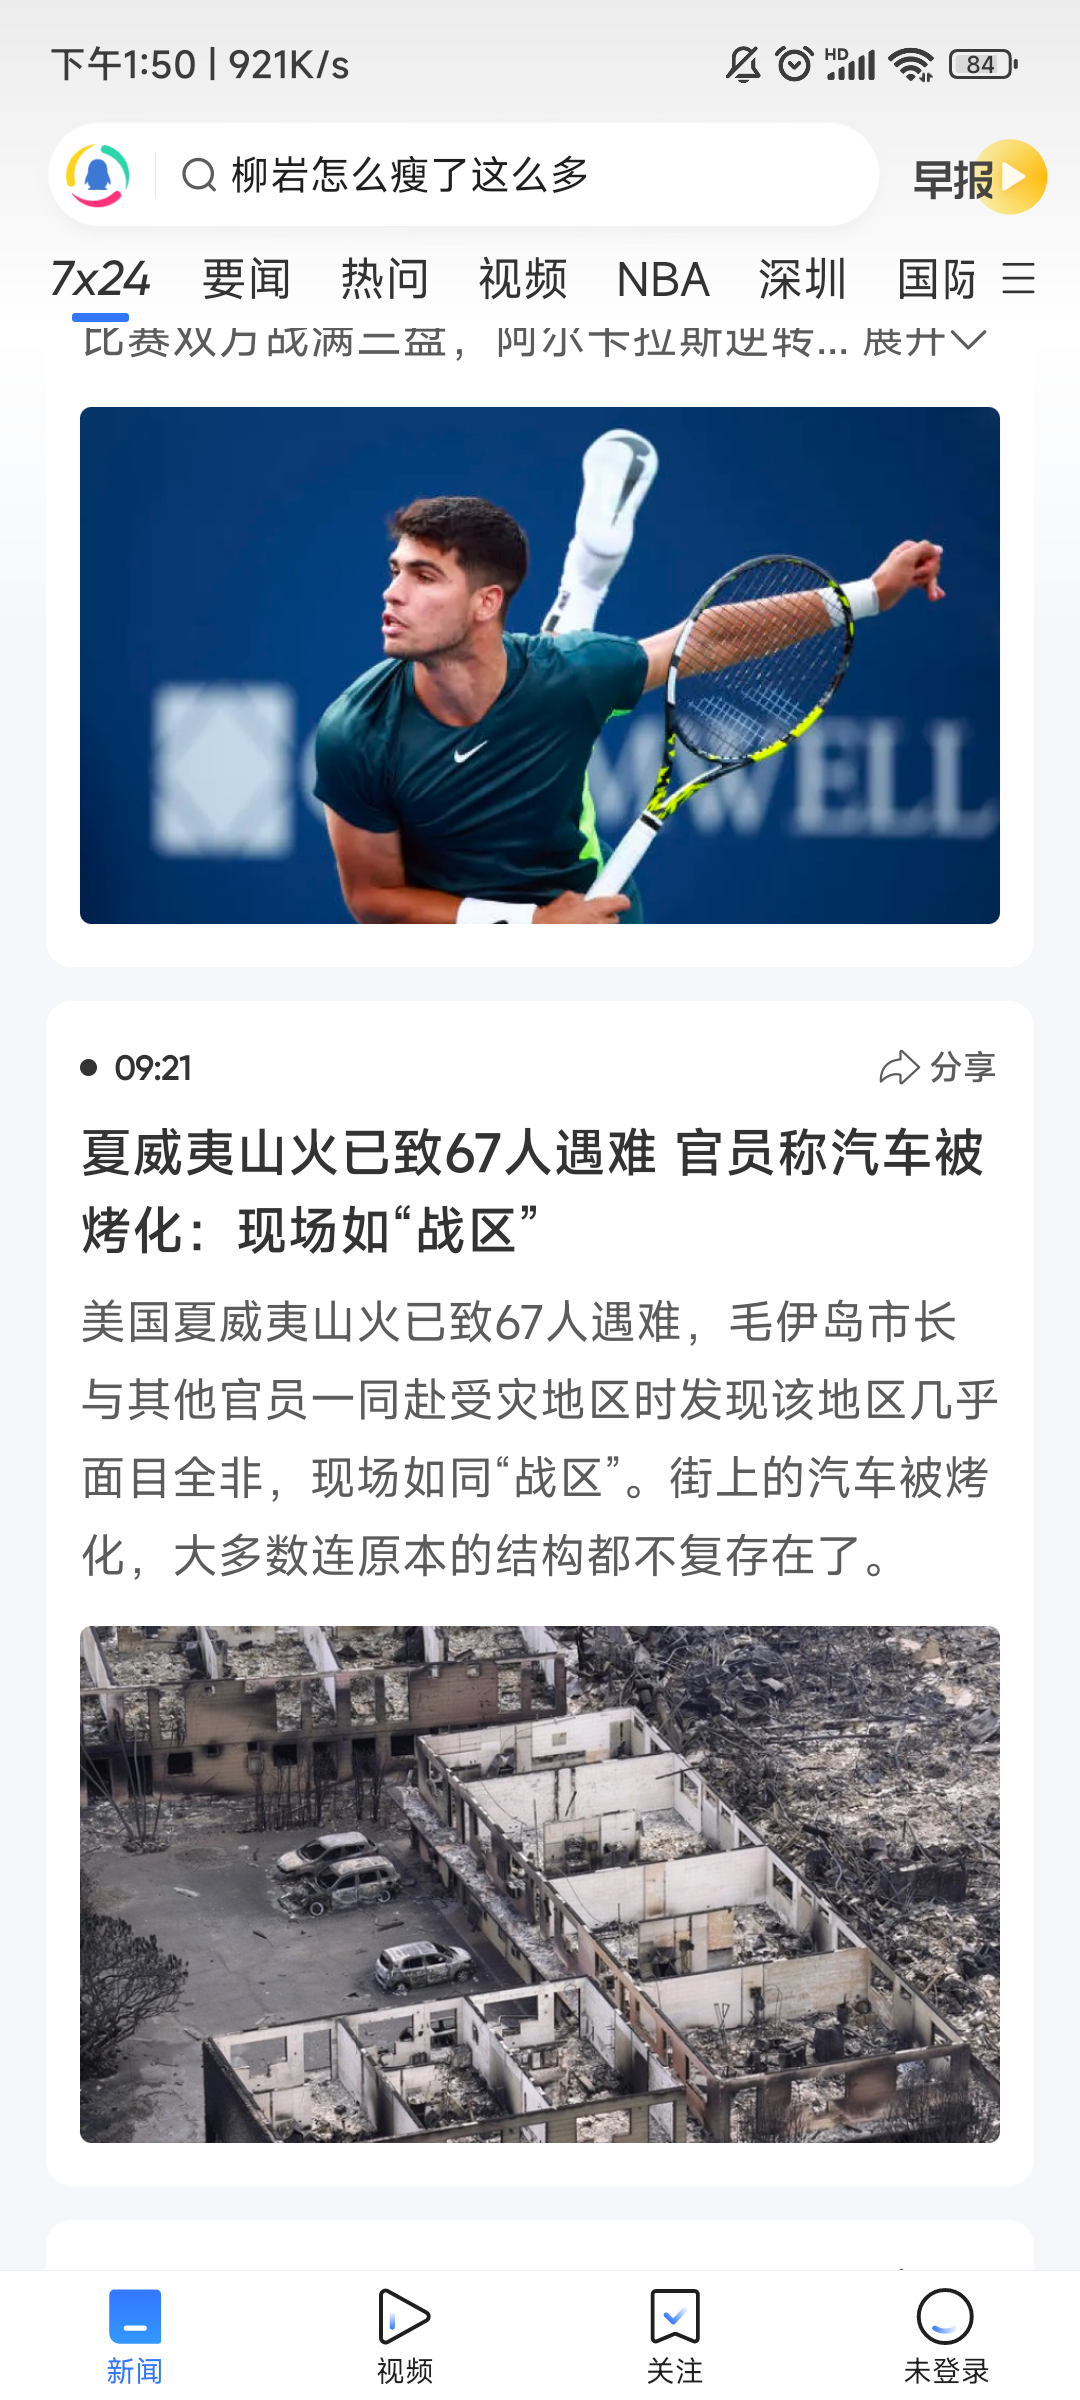 下午1:50 | 921K/s
HD
84
柳岩怎么瘦了这么多
早报
7x24 要闻 热问 视频 NBA 深圳 国际
比赛双方战满三盘，阿尔卡拉斯逆转... 展开
WELL
09:21
分享
夏威夷山火已致67人遇难 官员称汽车被
烤化：现场如“战区”
美国夏威夷山火已致67人遇难，毛伊岛市长
与其他官员一同赴受灾地区时发现该地区几乎
面目全非，现场如同“战区”。街上的汽车被烤
化，大多数连原本的结构都不复存在了。
新闻
视频
关注
未登录